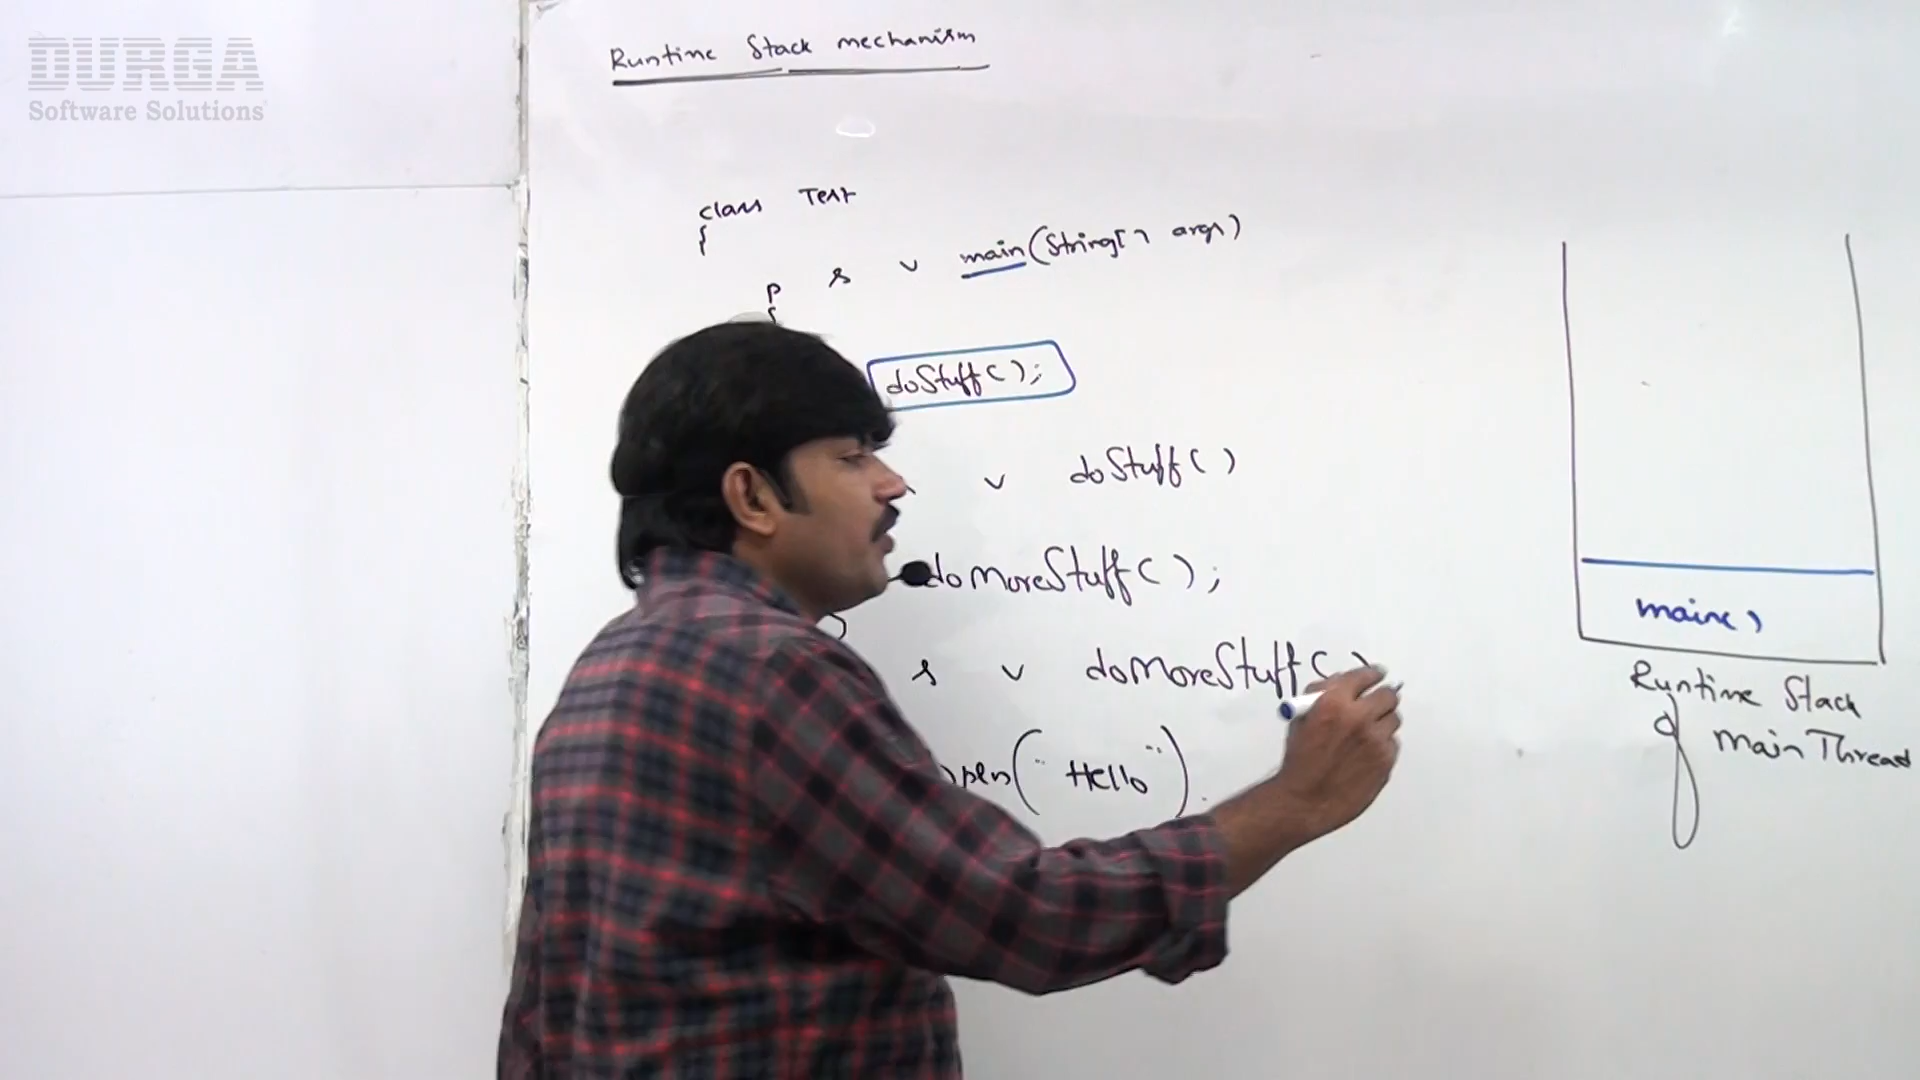 DURGA
Software Solutions
Runtime Stack mechanism
class Test
{
p s v main(String[] args)
{
doStuff();
v doStuff()
doMoreStuff();
s v doMoreStuff()
("Hello")
main()
Runtime Stack
of Main Thread